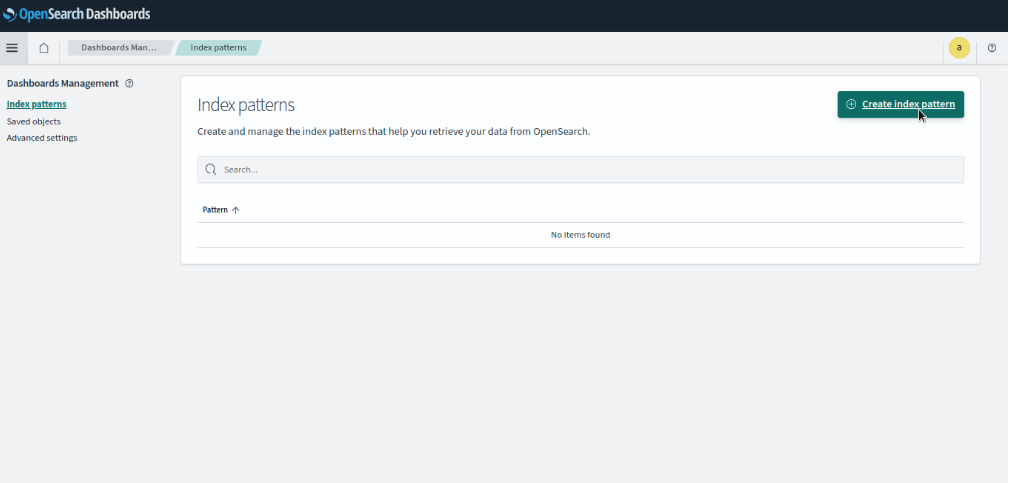 OpenSearch Dashboards
Dashboards Man... Index patterns a
Dashboards Management
Index patterns
Saved objects
Advanced settings
Index patterns
Create index pattern
Create and manage the index patterns that help you retrieve your data from OpenSearch.
Search...
Pattern
No items found